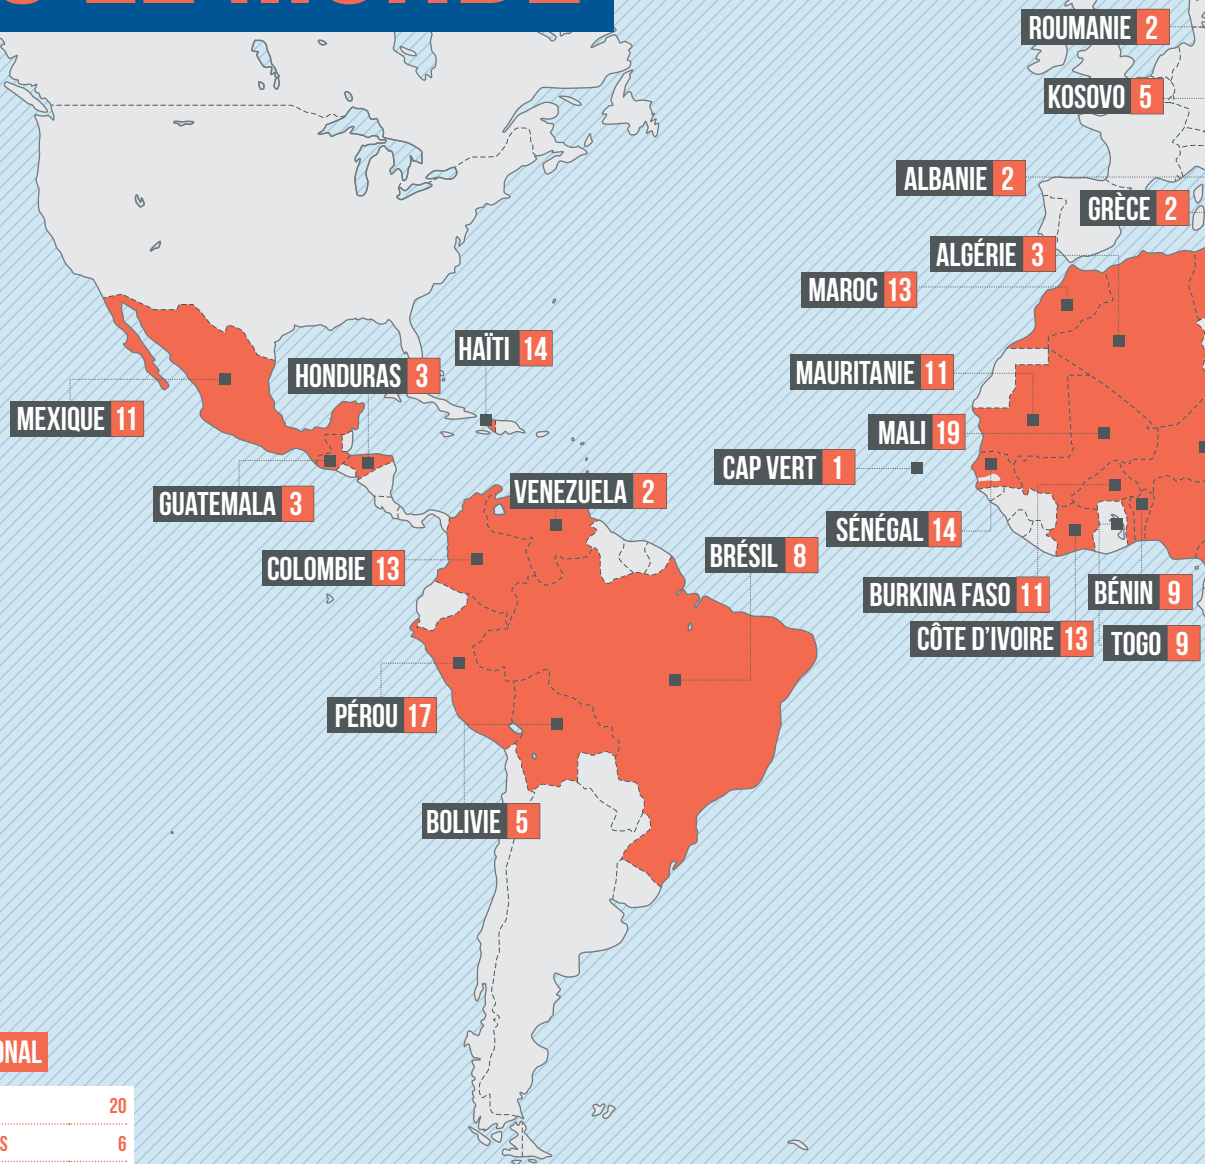 LE MONDE
ROUMANIE 2
KOSOVO 5
ALBANIE 2
GRÈCE 2
ALGÉRIE 3
MAROC 13
HAÏTI 14
HONDURAS 3
MAURITANIE 11
MEXIQUE 11
MALI 19
CAP VERT 1
GUATEMALA 3
VENEZUELA 2
SÉNÉGAL 14
COLOMBIE 13
BRÉSIL 8
BURKINA FASO 11
BÉNIN 9
CÔTE D'IVOIRE 13
TOGO 9
PÉROU 17
BOLIVIE 5
ONAL
20
S 6